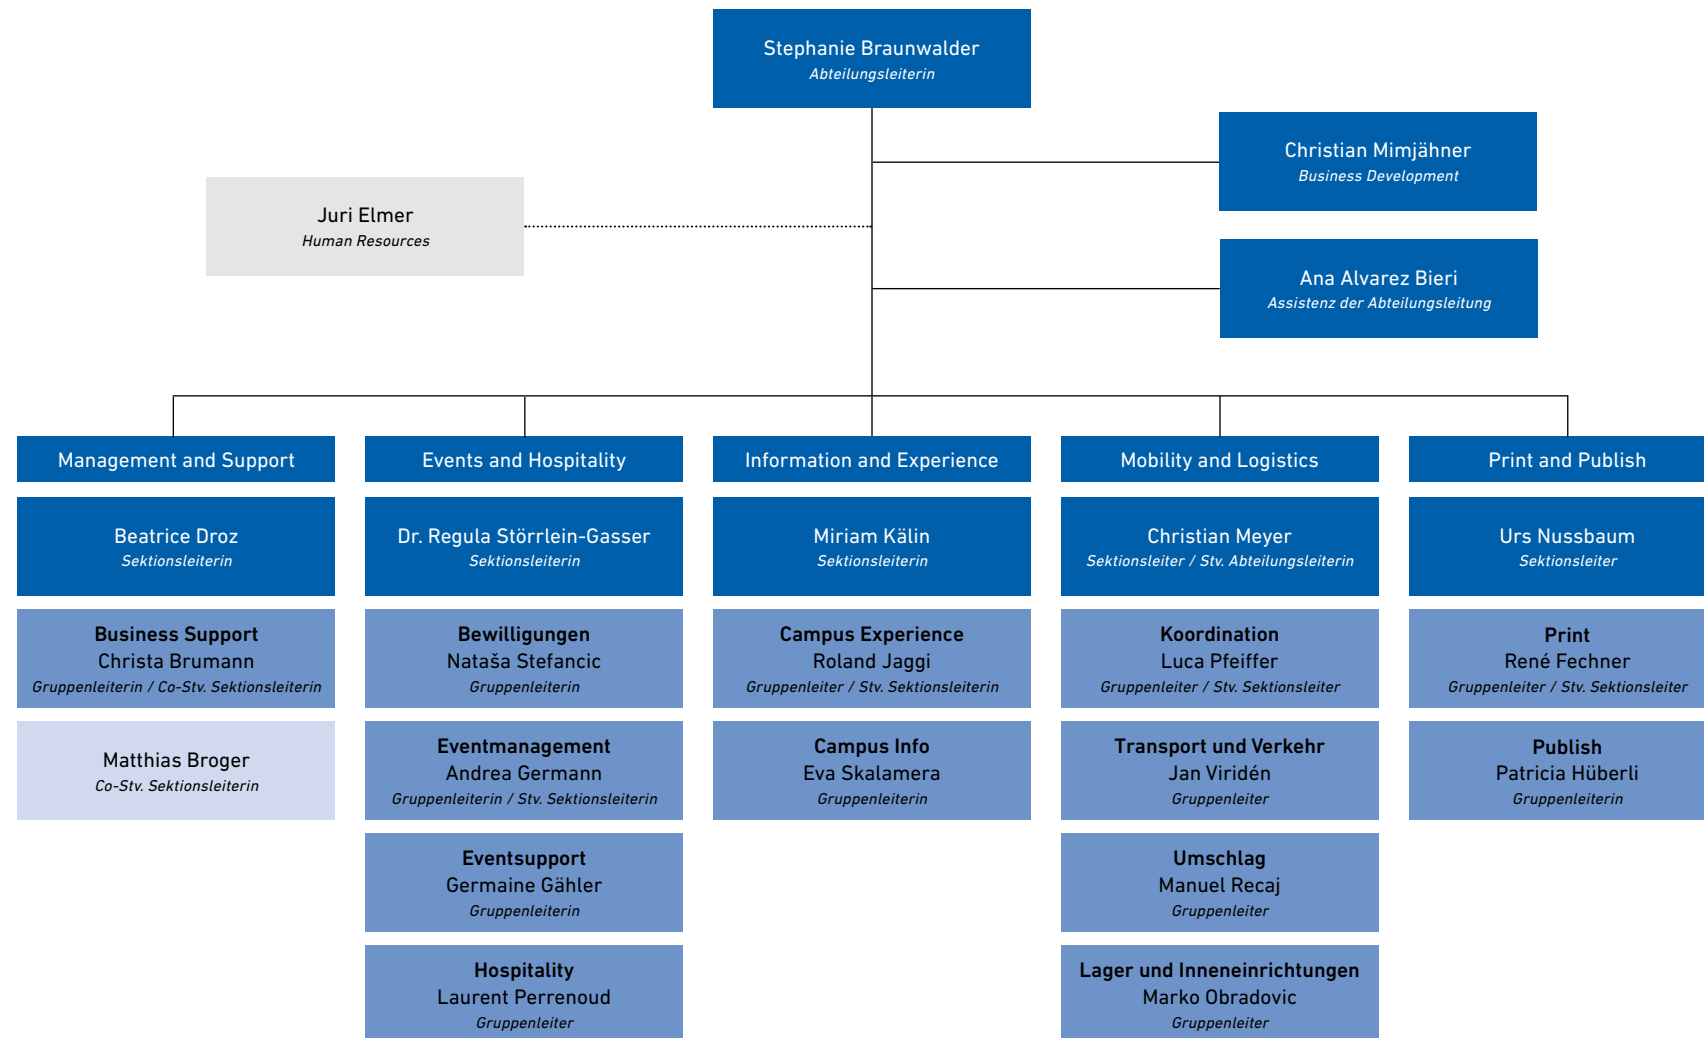 Stephanie Braunwalder
Abteilungsleiterin
Christian Mimjähner
Business Development
Juri Elmer
Human Resources
Ana Alvarez Bieri
Assistenz der Abteilungsleitung
Management and Support
Beatrice Droz
Sektionsleiterin
Business Support
Christa Brumann
Gruppenleiterin / Co-Stv. Sektionsleiterin
Matthias Broger
Co-Stv. Sektionsleiterin
Events and Hospitality
Dr. Regula Störrlein-Gasser
Sektionsleiterin
Bewilligungen
Nataša Stefancic
Gruppenleiterin
Eventmanagement
Andrea Germann
Gruppenleiterin / Stv. Sektionsleiterin
Eventsupport
Germaine Gähler
Gruppenleiterin
Hospitality
Laurent Perrenoud
Gruppenleiter
Information and Experience
Miriam Kälin
Sektionsleiterin
Campus Experience
Roland Jaggi
Gruppenleiter / Stv. Sektionsleiterin
Campus Info
Eva Skalamera
Gruppenleiterin
Mobility and Logistics
Christian Meyer
Sektionsleiter / Stv. Abteilungsleiterin
Koordination
Luca Pfeiffer
Gruppenleiter / Stv. Sektionsleiter
Transport und Verkehr
Jan Viridén
Gruppenleiter
Umschlag
Manuel Recaj
Gruppenleiter
Lager und Inneneinrichtungen
Marko Obradovic
Gruppenleiter
Print and Publish
Urs Nussbaum
Sektionsleiter
Print
René Fechner
Gruppenleiter / Stv. Sektionsleiter
Publish
Patricia Hüberli
Gruppenleiterin